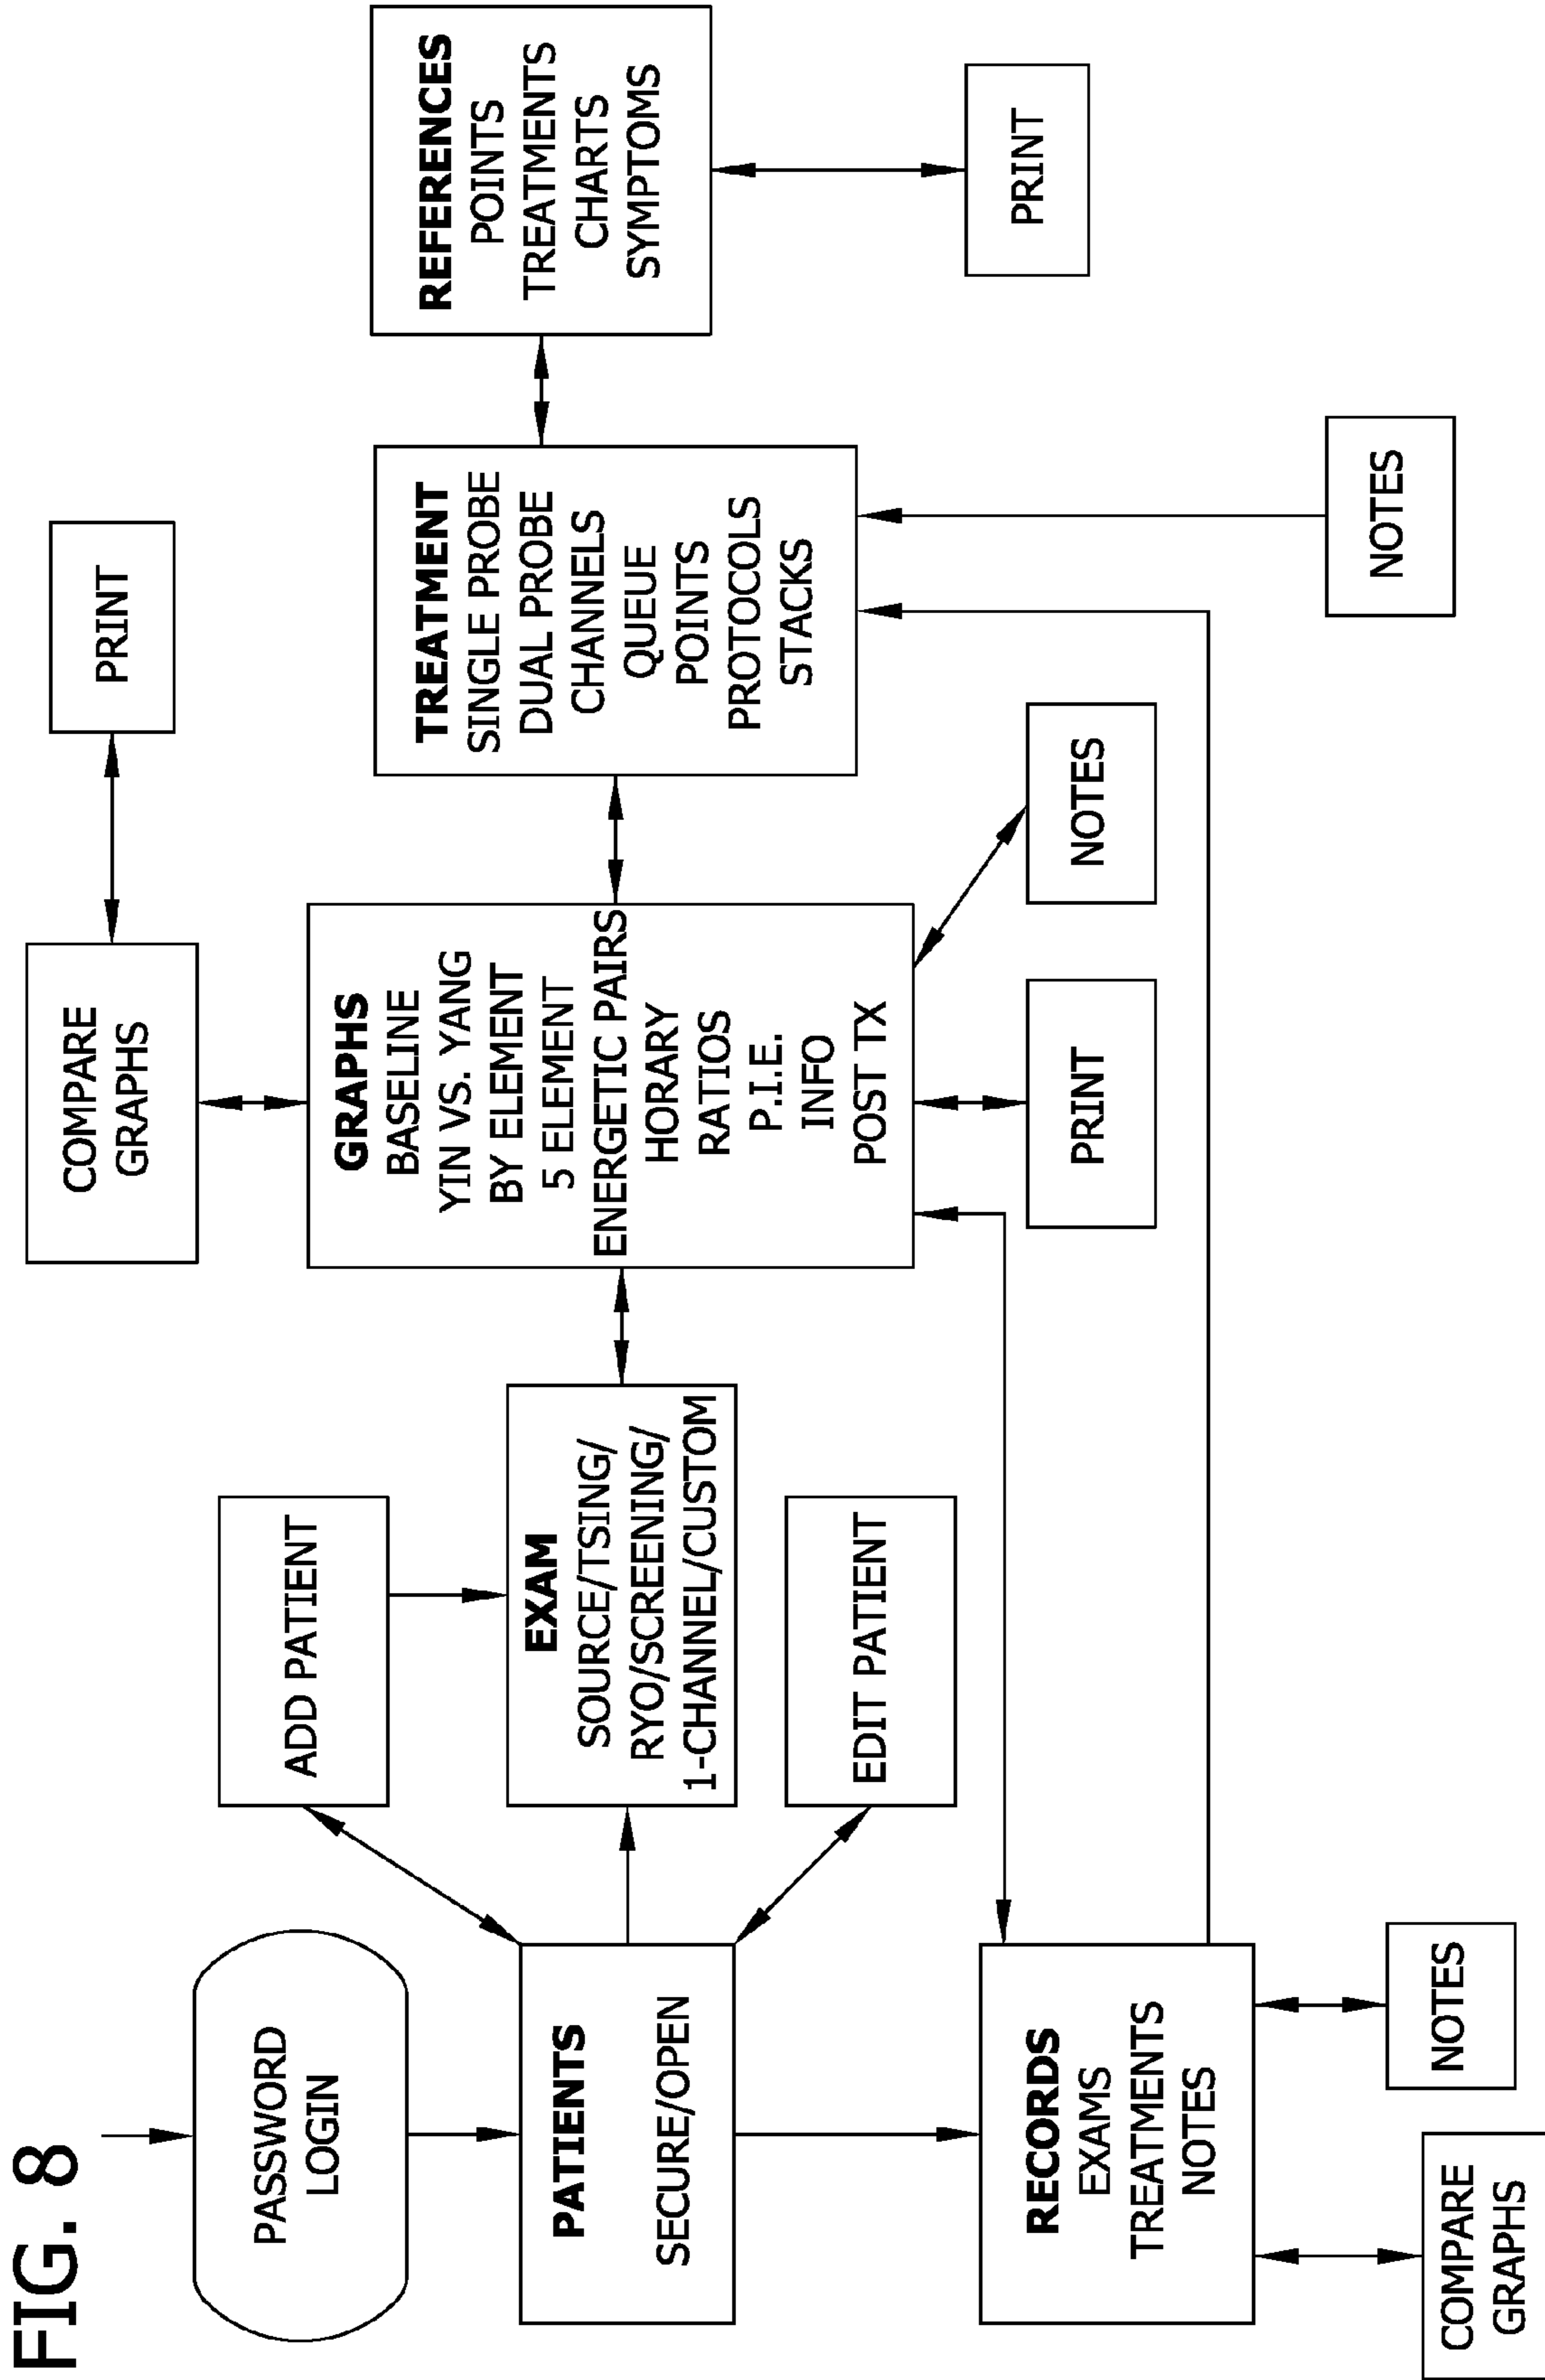 FIG. 8
PASSWORD
LOGIN
PATIENTS
SECURE/OPEN
RECORDS
EXAMS
TREATMENTS
NOTES
COMPARE
GRAPHS
NOTES
ADD PATIENT
EXAM
SOURCE/TSING/
RYO/SCREENING/
1-CHANNEL/CUSTOM
EDIT PATIENT
COMPARE
GRAPHS
PRINT
GRAPHS
BASELINE
YIN VS. YANG
BY ELEMENT
5 ELEMENT
ENERGETIC PAIRS
HORARY
RATIOS
P.I.E.
INFO
POST TX
PRINT
NOTES
TREATMENT
SINGLE PROBE
DUAL PROBE
CHANNELS
QUEUE
POINTS
PROTOCOLS
STACKS
NOTES
REFERENCES
POINTS
TREATMENTS
CHARTS
SYMPTOMS
PRINT